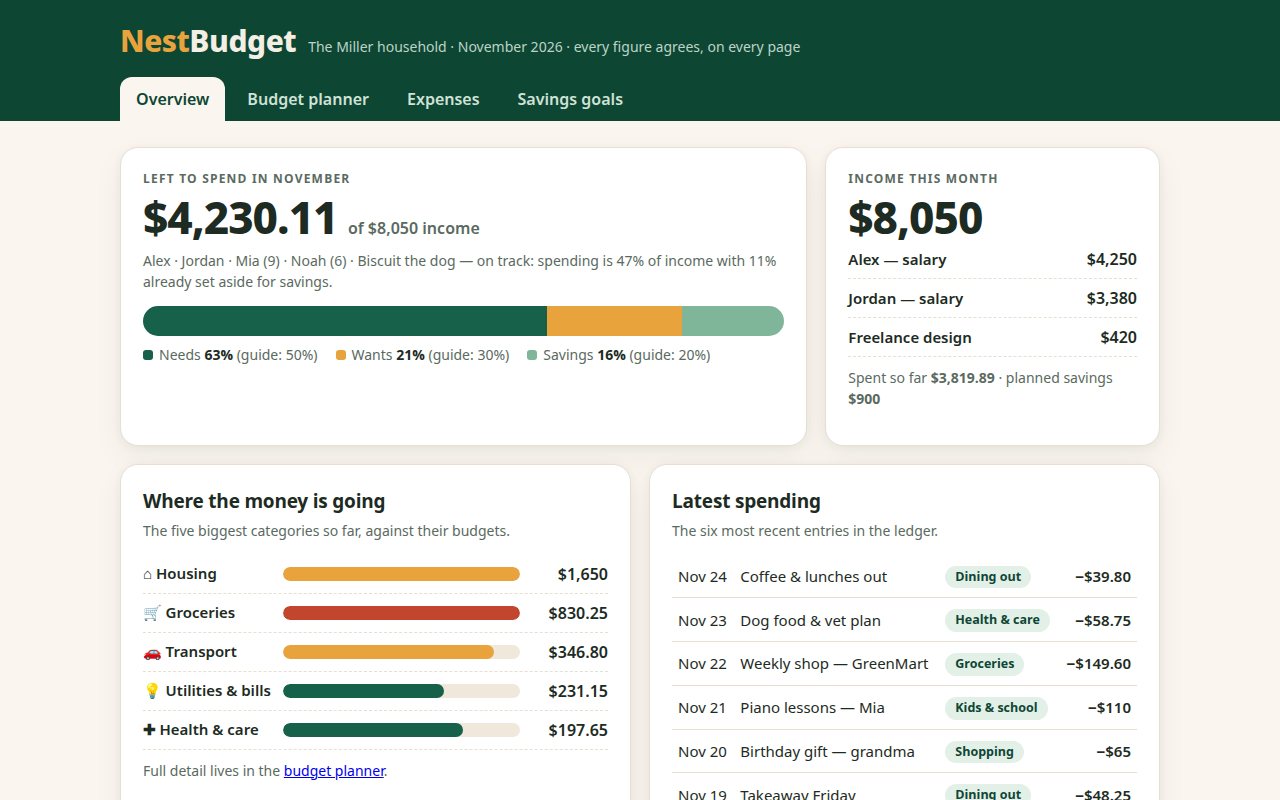 NestBudget The Miller household · November 2026 · every figure agrees, on every page
Overview Budget planner Expenses Savings goals
LEFT TO SPEND IN NOVEMBER
$4,230.11 of $8,050 income
Alex · Jordan · Mia (9) · Noah (6) · Biscuit the dog — on track: spending is 47% of income with 11%
already set aside for savings.
Needs 63% (guide: 50%) Wants 21% (guide: 30%) Savings 16% (guide: 20%)
INCOME THIS MONTH
$8,050
Alex — salary $4,250
Jordan — salary $3,380
Freelance design $420
Spent so far $3,819.89 · planned savings
$900
Where the money is going
The five biggest categories so far, against their budgets.
Housing $1,650
Groceries $830.25
Transport $346.80
Utilities & bills $231.15
Health & care $197.65
Full detail lives in the budget planner.
Latest spending
The six most recent entries in the ledger.
Nov 24 Coffee & lunches out Dining out −$39.80
Nov 23 Dog food & vet plan Health & care −$58.75
Nov 22 Weekly shop — GreenMart Groceries −$149.60
Nov 21 Piano lessons — Mia Kids & school −$110
Nov 20 Birthday gift — grandma Shopping −$65
Nov 19 Takeaway Friday Dining out −$48.25